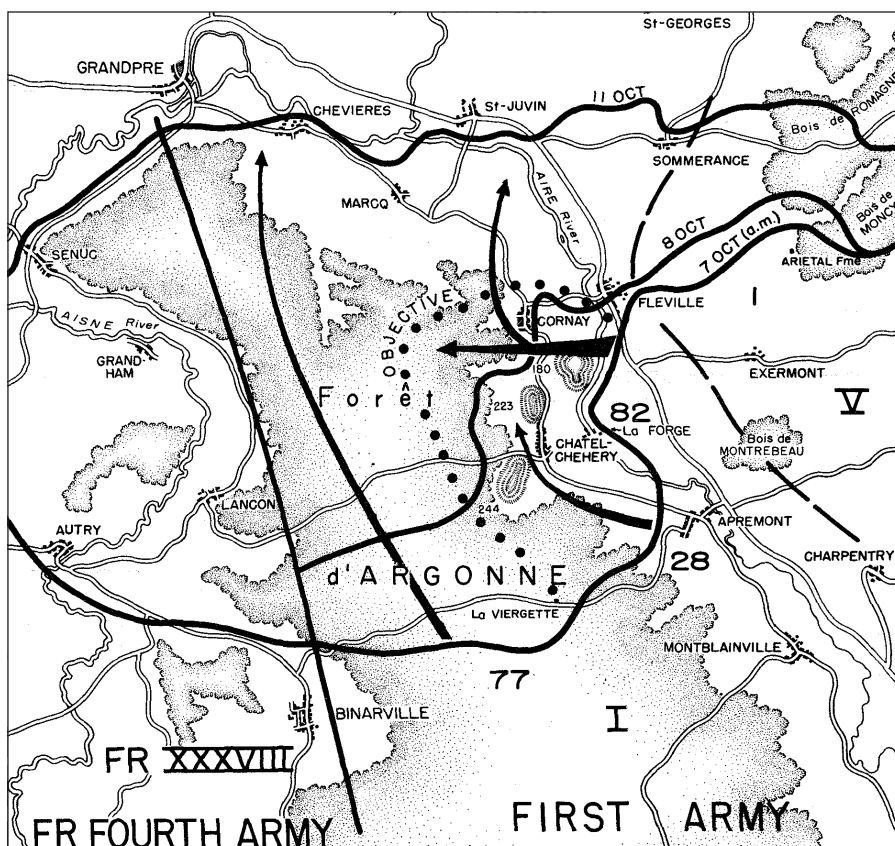 St-GEORGES
GRANDPRE
CHEVIERES
St-JUVIN
11 OCT
Bois de ROMAGNE
SOMMERANCE
MARCQ
AIRE River
Bois de MONCY
8 OCT
7 OCT (a.m.)
ARIETAL Fme
SENUC
OBJECTIVE
FLEVILLE
I
CORNAY
AISNE River
GRAND HAM
180
EXERMONT
Forêt
223
82
V
La FORGE
CHATEL-CHEHERY
Bois de MONTREBEAU
LANCON
244
APREMONT
AUTRY
28
CHARPENTRY
d'ARGONNE
La VIERGETTE
MONTBLAINVILLE
77
BINARVILLE
I
FR XXXVIII
FIRST ARMY
FR FOURTH ARMY